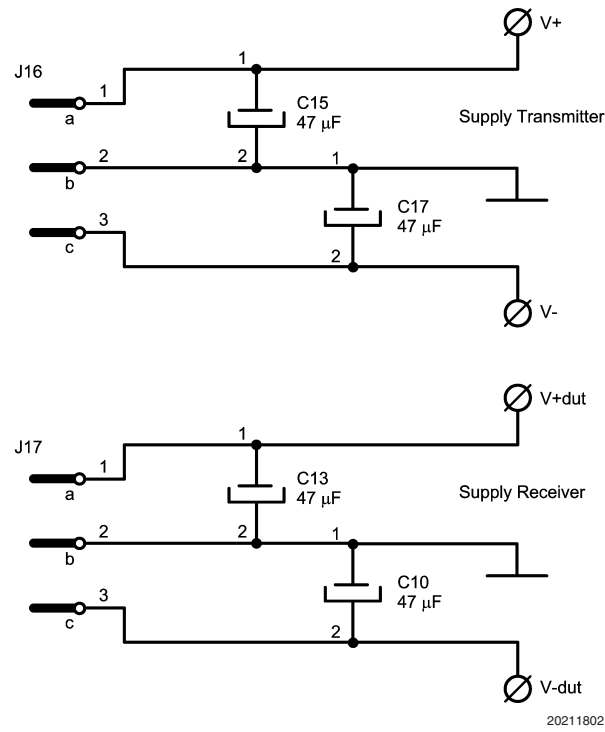 V+
J16
1
1
a
C15
47 μF
Supply Transmitter
2
b
2
1
3
c
C17
47 μF
2
V-
V+dut
J17
1
1
a
C13
47 μF
Supply Receiver
2
b
2
1
3
c
C10
47 μF
2
V-dut
20211802